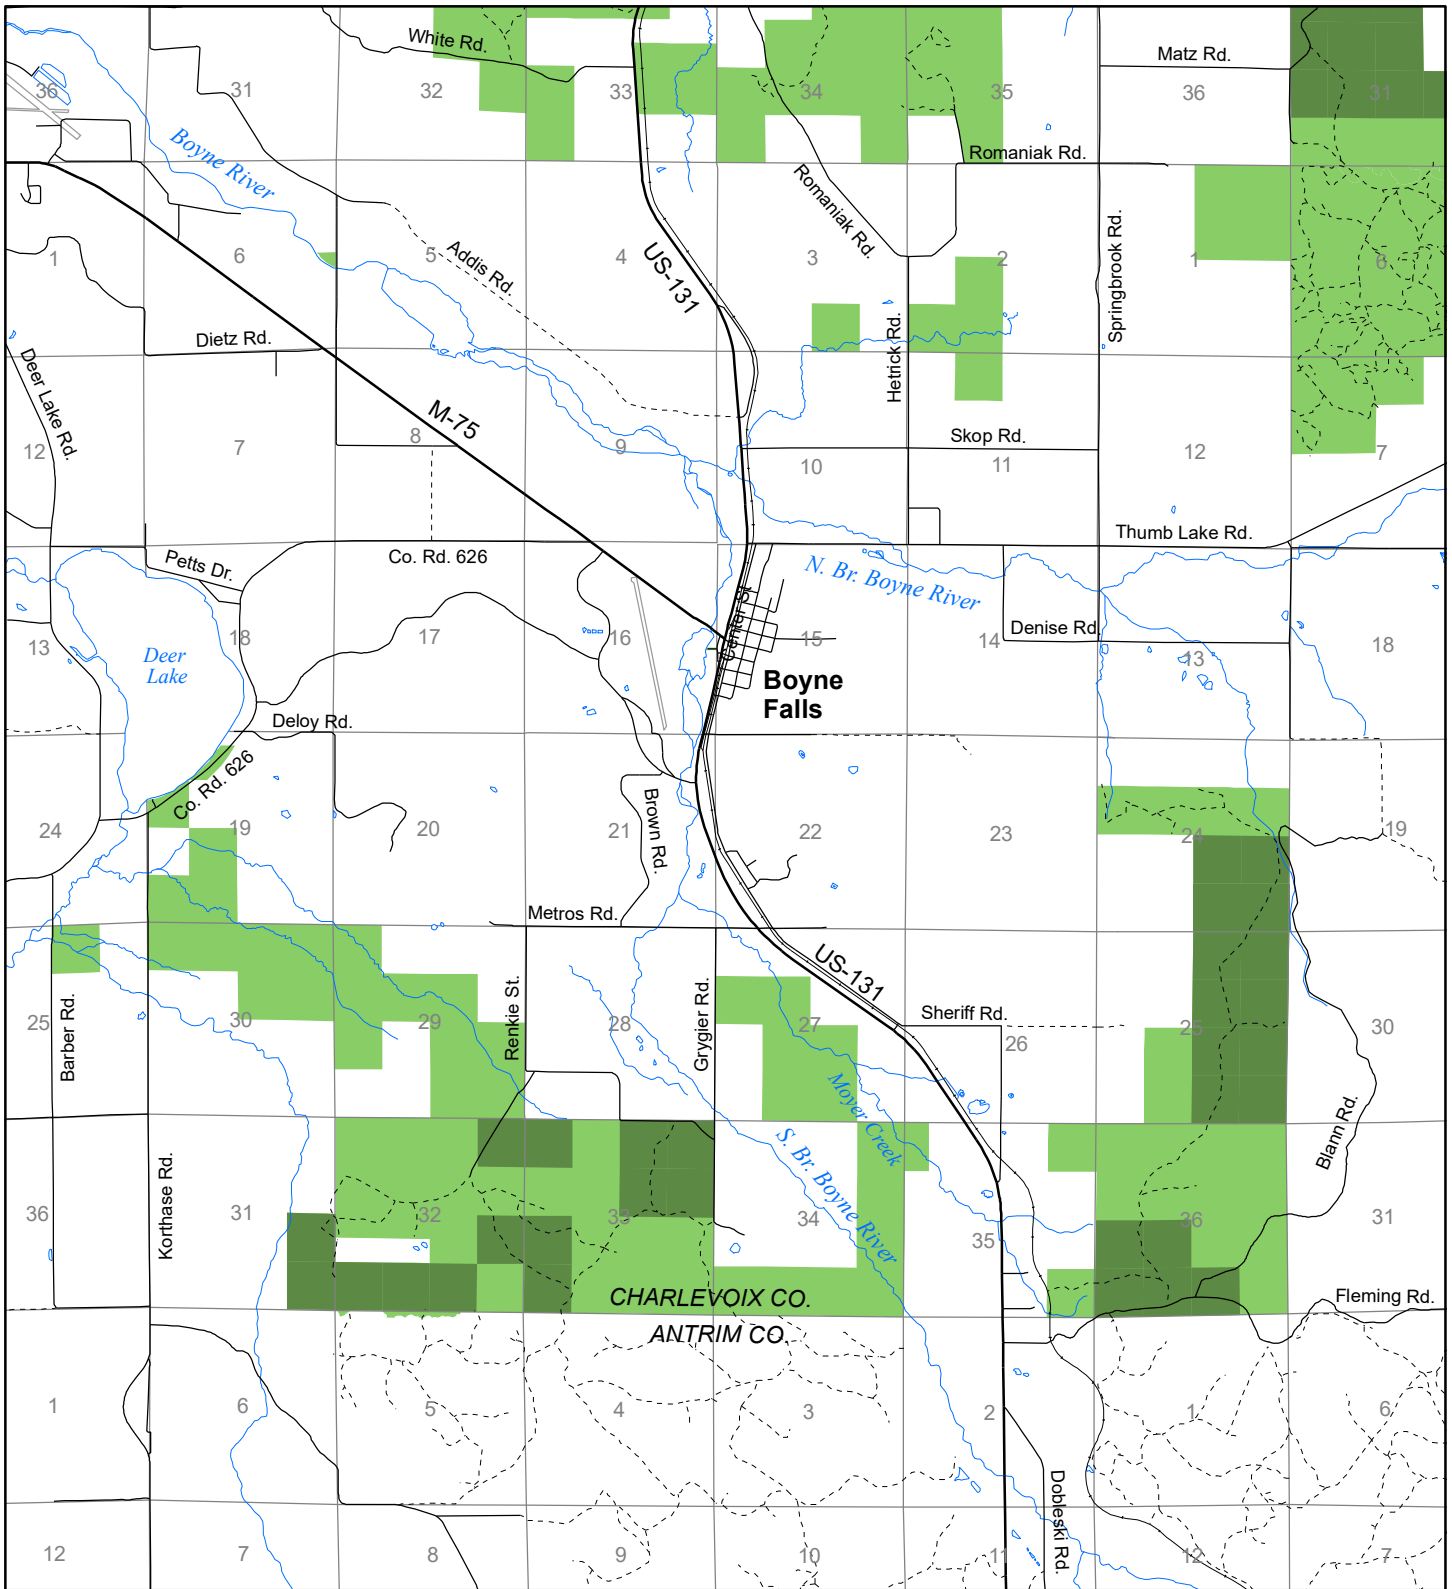 White Rd.
Matz Rd.
36
31
32
33
34
35
36
31
Boyne River
Romaniak Rd.
Romaniak Rd.
Springbrook Rd.
1
6
5
4
3
2
1
6
Addis Rd.
US-131
Dietz Rd.
Hetrick Rd.
Deer Lake Rd.
M-75
Skop Rd.
12
7
8
9
10
11
12
7
Thumb Lake Rd.
Petts Dr.
Co. Rd. 626
N. Br. Boyne River
Center St
Denise Rd.
13
18
17
16
15
14
13
18
Deer
Lake
Boyne
Falls
Deloy Rd.
Co. Rd. 626
Brown Rd.
24
19
20
21
22
23
24
19
Metros Rd.
US-131
Barber Rd.
Renkie St.
Grygier Rd.
Sheriff Rd.
25
30
29
28
27
26
25
30
Moyer Creek
Blann Rd.
S. Br. Boyne River
Korthase Rd.
36
31
32
33
34
35
36
31
CHARLEVOIX CO.
Fleming Rd.
ANTRIM CO.
1
6
5
4
3
2
1
6
Dobleski Rd.
12
7
8
9
10
11
12
7